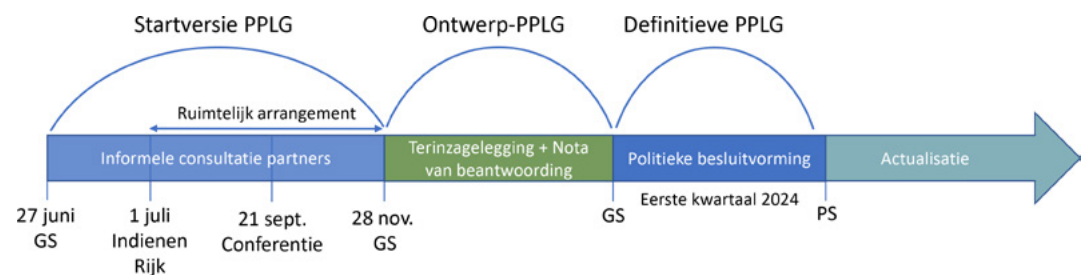 Startversie PPLG
Ontwerp-PPLG
Definitieve PPLG
Ruimtelijk arrangement
Informele consultatie partners
Terinzagelegging + Nota
van beantwoording
Politieke besluitvorming
Actualisatie
27 juni
GS
1 juli
Indienen
Rijk
21 sept.
Conferentie
28 nov.
GS
GS
Eerste kwartaal 2024
PS